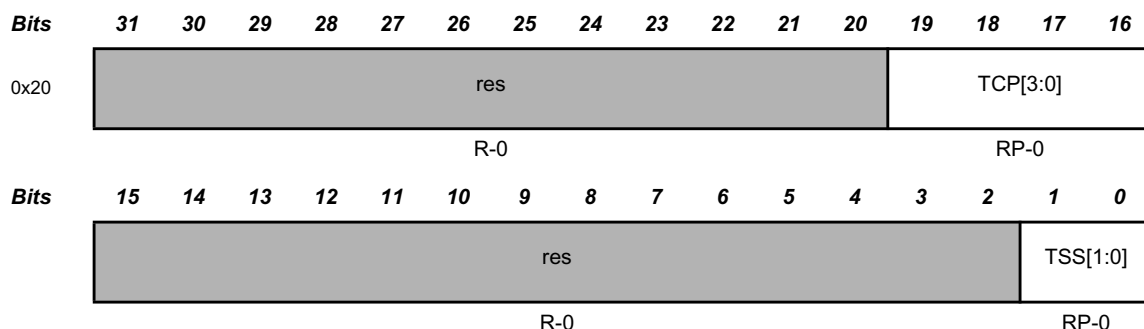 Bits 31 30 29 28 27 26 25 24 23 22 21 20 19 18 17 16
0x20 res TCP[3:0]
R-0 RP-0
Bits 15 14 13 12 11 10 9 8 7 6 5 4 3 2 1 0
res TSS[1:0]
R-0 RP-0